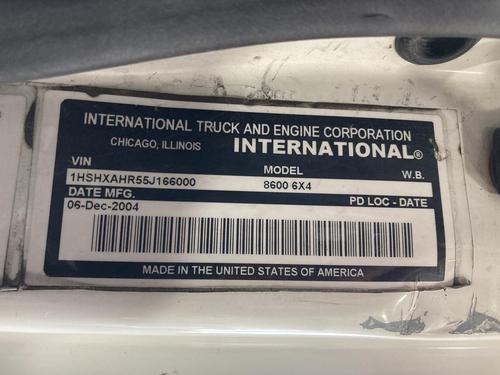 INTERNATIONAL TRUCK AND ENGINE CORPORATION
CHICAGO, ILLINOIS INTERNATIONAL®
VIN MODEL W.B.
1HSHXAHR55J166000 8600 6X4
DATE MFG. PD LOC - DATE
06-Dec-2004
MADE IN THE UNITED STATES OF AMERICA